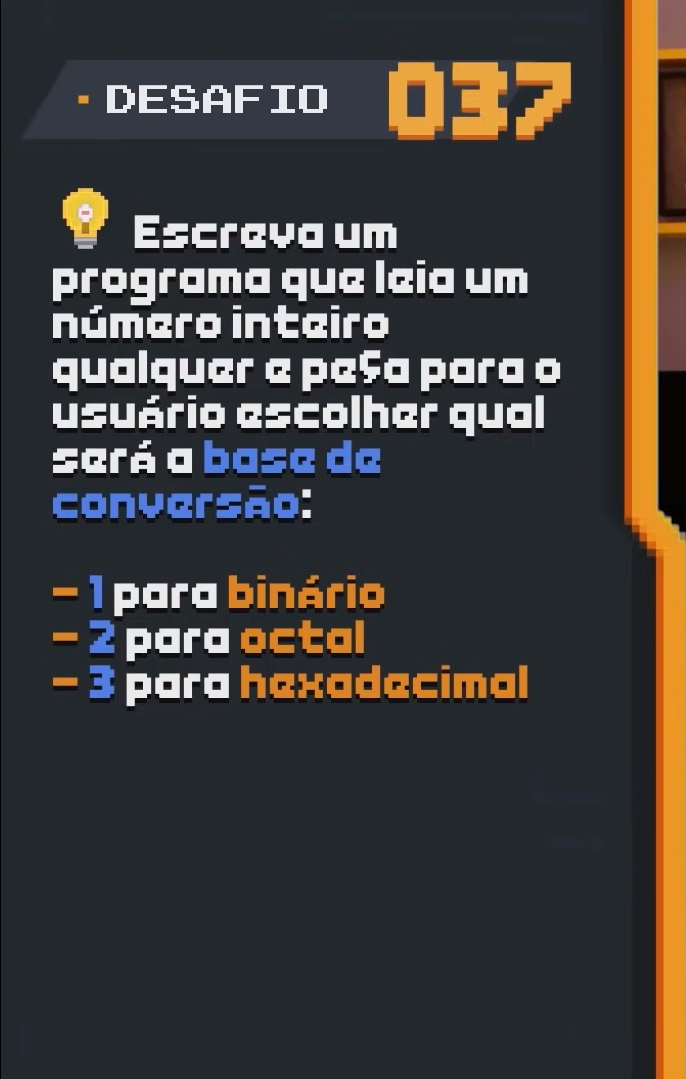 DESAFIO 037
Escreva um
programa que leia um
número inteiro
qualquer e peça para o
usuário escolher qual
será a base de
conversão:
- 1 para binário
- 2 para octal
- 3 para hexadecimal